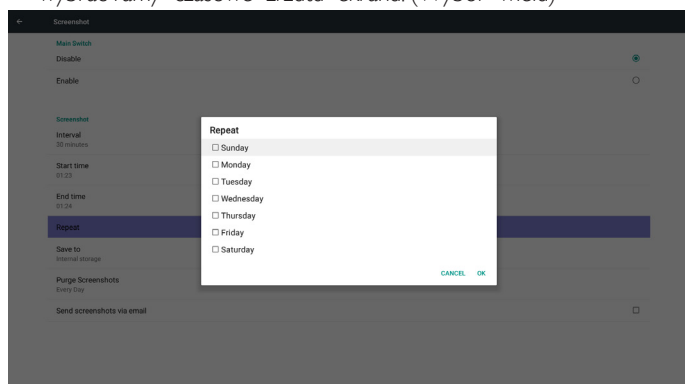 Screenshot
Main Switch
Disable
Enable
Screenshot
Interval
30 minutes
Start time
01:23
End time
01:24
Repeat
Save to
Internal storage
Purge Screenshots
Every Day
Send screenshots via email
Repeat
Sunday
Monday
Tuesday
Wednesday
Thursday
Friday
Saturday
CANCEL OK